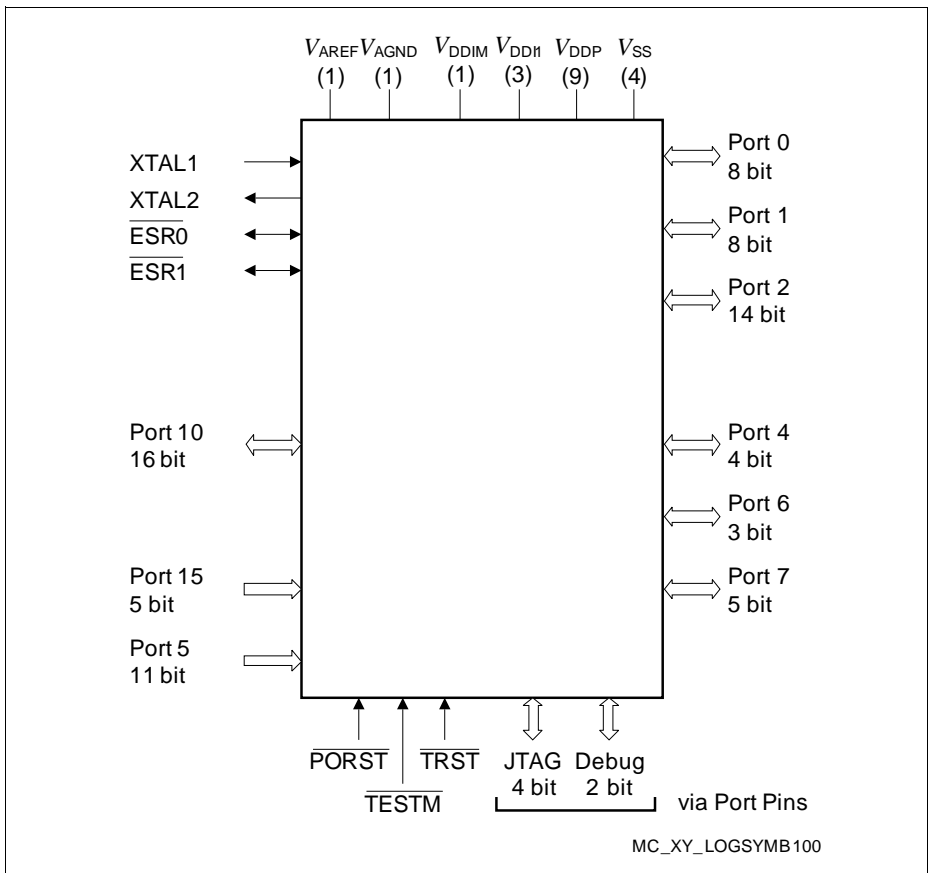 VAREF VAGND VDDIM VDDI1 VDDP VSS
(1) (1) (1) (3) (9) (4)
XTAL1
XTAL2
ESR0
ESR1
Port 10
16 bit
Port 15
5 bit
Port 5
11 bit
Port 0
8 bit
Port 1
8 bit
Port 2
14 bit
Port 4
4 bit
Port 6
3 bit
Port 7
5 bit
PORST TRST JTAG Debug
4 bit 2 bit
TESTM
via Port Pins
MC_XY_LOGSYMB100